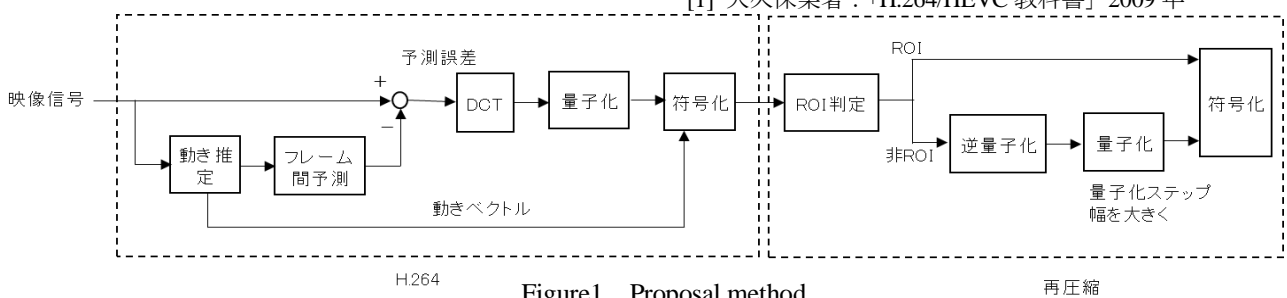 [1] 大久保榮著：「H.264/HEVC 教科書」2009 年
予測誤差
ROI
映像信号
+
−
DCT
量子化
符号化
ROI判定
符号化
動き推
定
フレーム
間予測
非ROI
逆量子化
量子化
動きベクトル
量子化ステップ
幅を大きく
H.264
再圧縮
Figure1 Proposal method